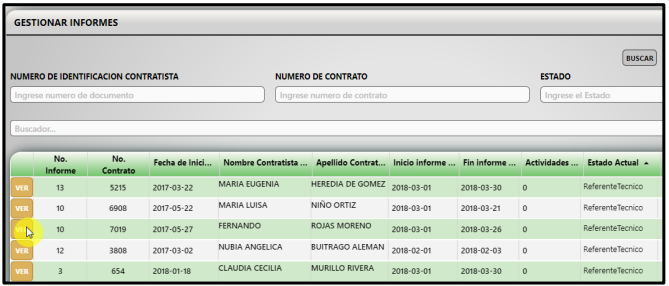 GESTIONAR INFORMES
BUSCAR
NUMERO DE IDENTIFICACION CONTRATISTA NUMERO DE CONTRATO ESTADO
Ingrese numero de documento Ingrese numero de contrato Ingrese el Estado
Buscador...
No. Informe No. Contrato Fecha de Inici... Nombre Contratista ... Apellido Contrat... Inicio informe ... Fin informe ... Actividades ... Estado Actual
VER 13 5215 2017-03-22 MARIA EUGENIA HEREDIA DE GOMEZ 2018-03-01 2018-03-30 0 ReferenteTecnico
VER 10 6908 2017-05-22 MARIA LUISA NIÑO ORTIZ 2018-03-01 2018-03-21 0 ReferenteTecnico
VER 10 7019 2017-05-27 FERNANDO ROJAS MORENO 2018-03-01 2018-03-26 0 ReferenteTecnico
VER 12 3808 2017-03-02 NUBIA ANGELICA BUITRAGO ALEMAN 2018-02-01 2018-02-03 0 ReferenteTecnico
VER 3 654 2018-01-18 CLAUDIA CECILIA MURILLO RIVERA 2018-03-01 2018-03-30 0 ReferenteTecnico